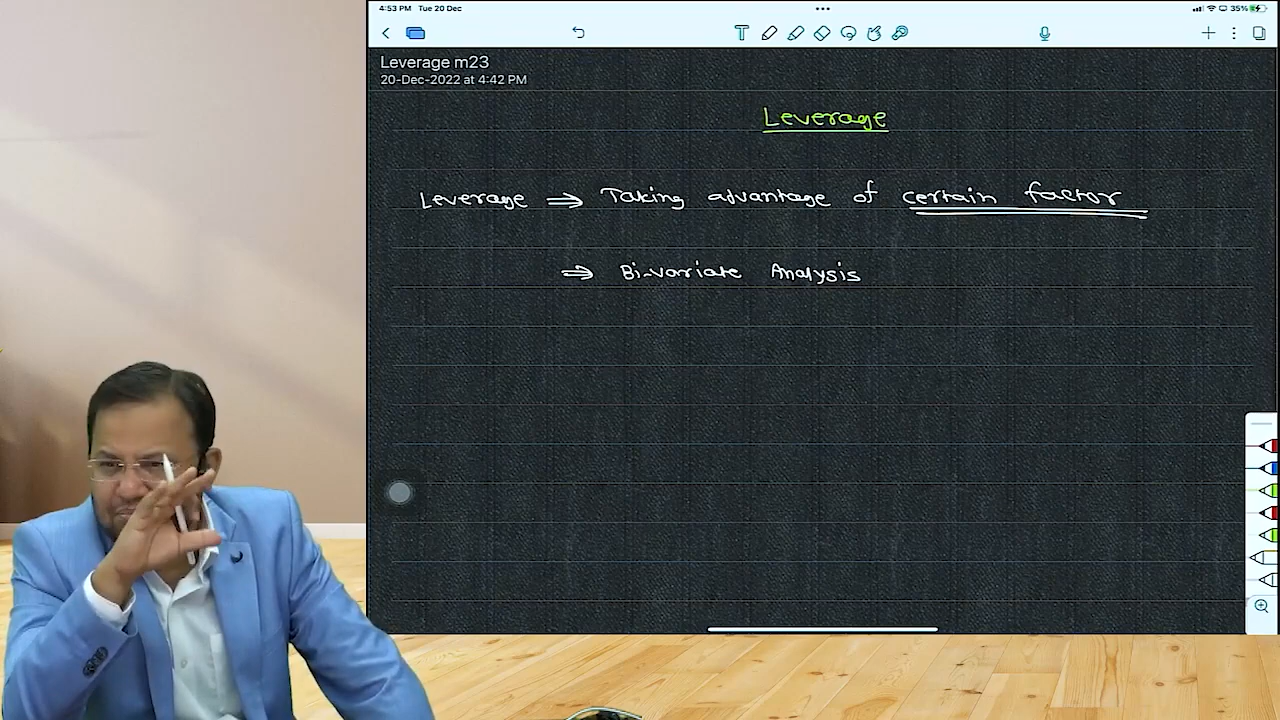 4:53 PM Tue 20 Dec
35%
T
Leverage m23
20-Dec-2022 at 4:42 PM
Leverage
Leverage ⇒ Taking advantage of certain factor
⇒ Bi-variate Analysis